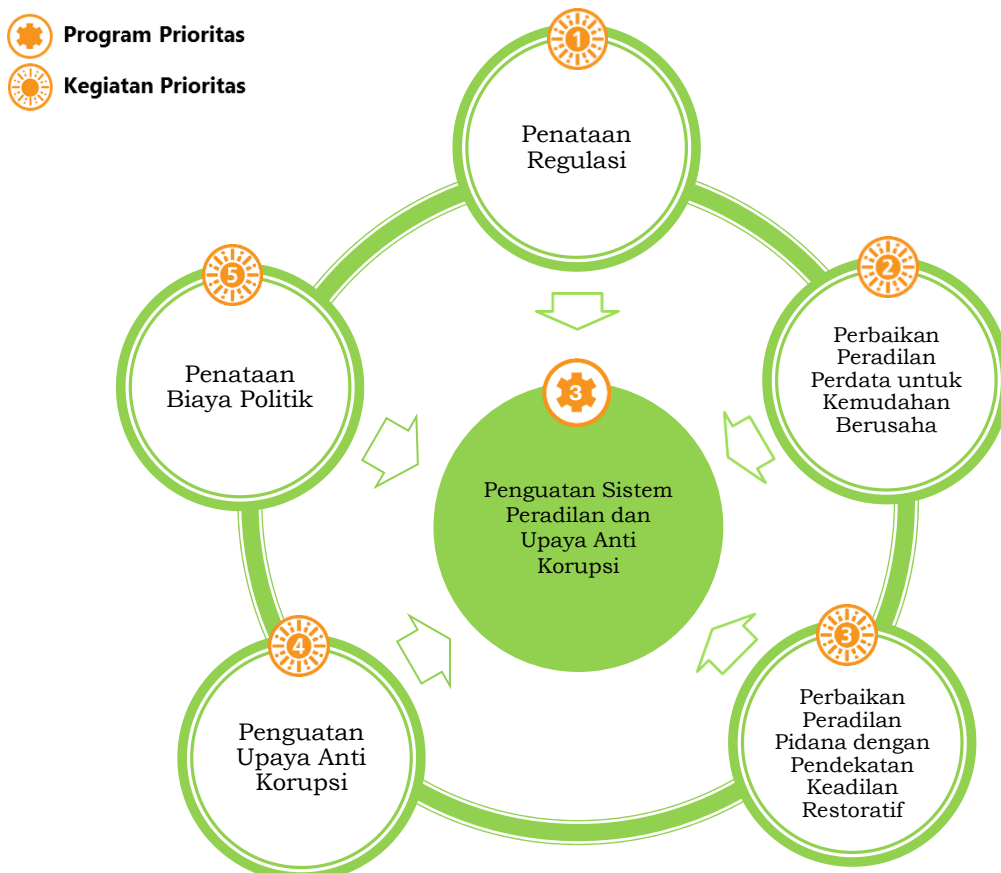 Program Prioritas
Kegiatan Prioritas
1
Penataan
Regulasi
2
Perbaikan
Peradilan
Perdata untuk
Kemudahan
Berusaha
3
Perbaikan
Peradilan
Pidana dengan
Pendekatan
Keadilan
Restoratif
4
Penguatan
Upaya Anti
Korupsi
5
Penataan
Biaya Politik
3
Penguatan Sistem
Peradilan dan
Upaya Anti
Korupsi